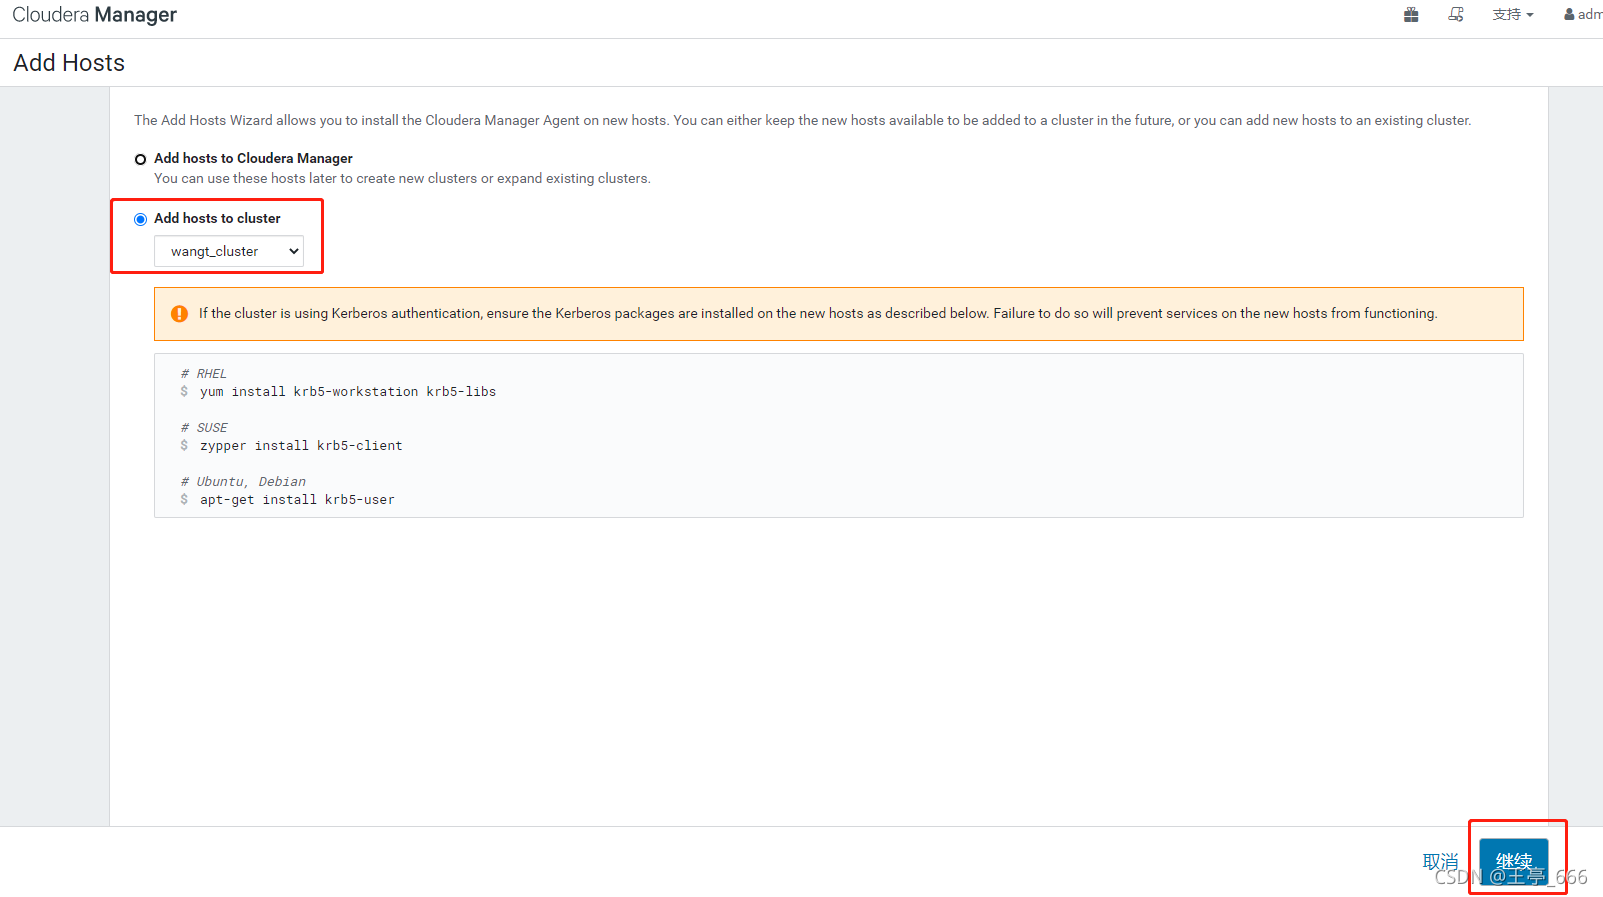 Cloudera Manager
支持
adm
Add Hosts
The Add Hosts Wizard allows you to install the Cloudera Manager Agent on new hosts. You can either keep the new hosts available to be added to a cluster in the future, or you can add new hosts to an existing cluster.
Add hosts to Cloudera Manager
You can use these hosts later to create new clusters or expand existing clusters.
Add hosts to cluster
wangt_cluster
If the cluster is using Kerberos authentication, ensure the Kerberos packages are installed on the new hosts as described below. Failure to do so will prevent services on the new hosts from functioning.
# RHEL
$ yum install krb5-workstation krb5-libs
# SUSE
$ zypper install krb5-client
# Ubuntu, Debian
$ apt-get install krb5-user
取消
继续
CSDN @王亭_666